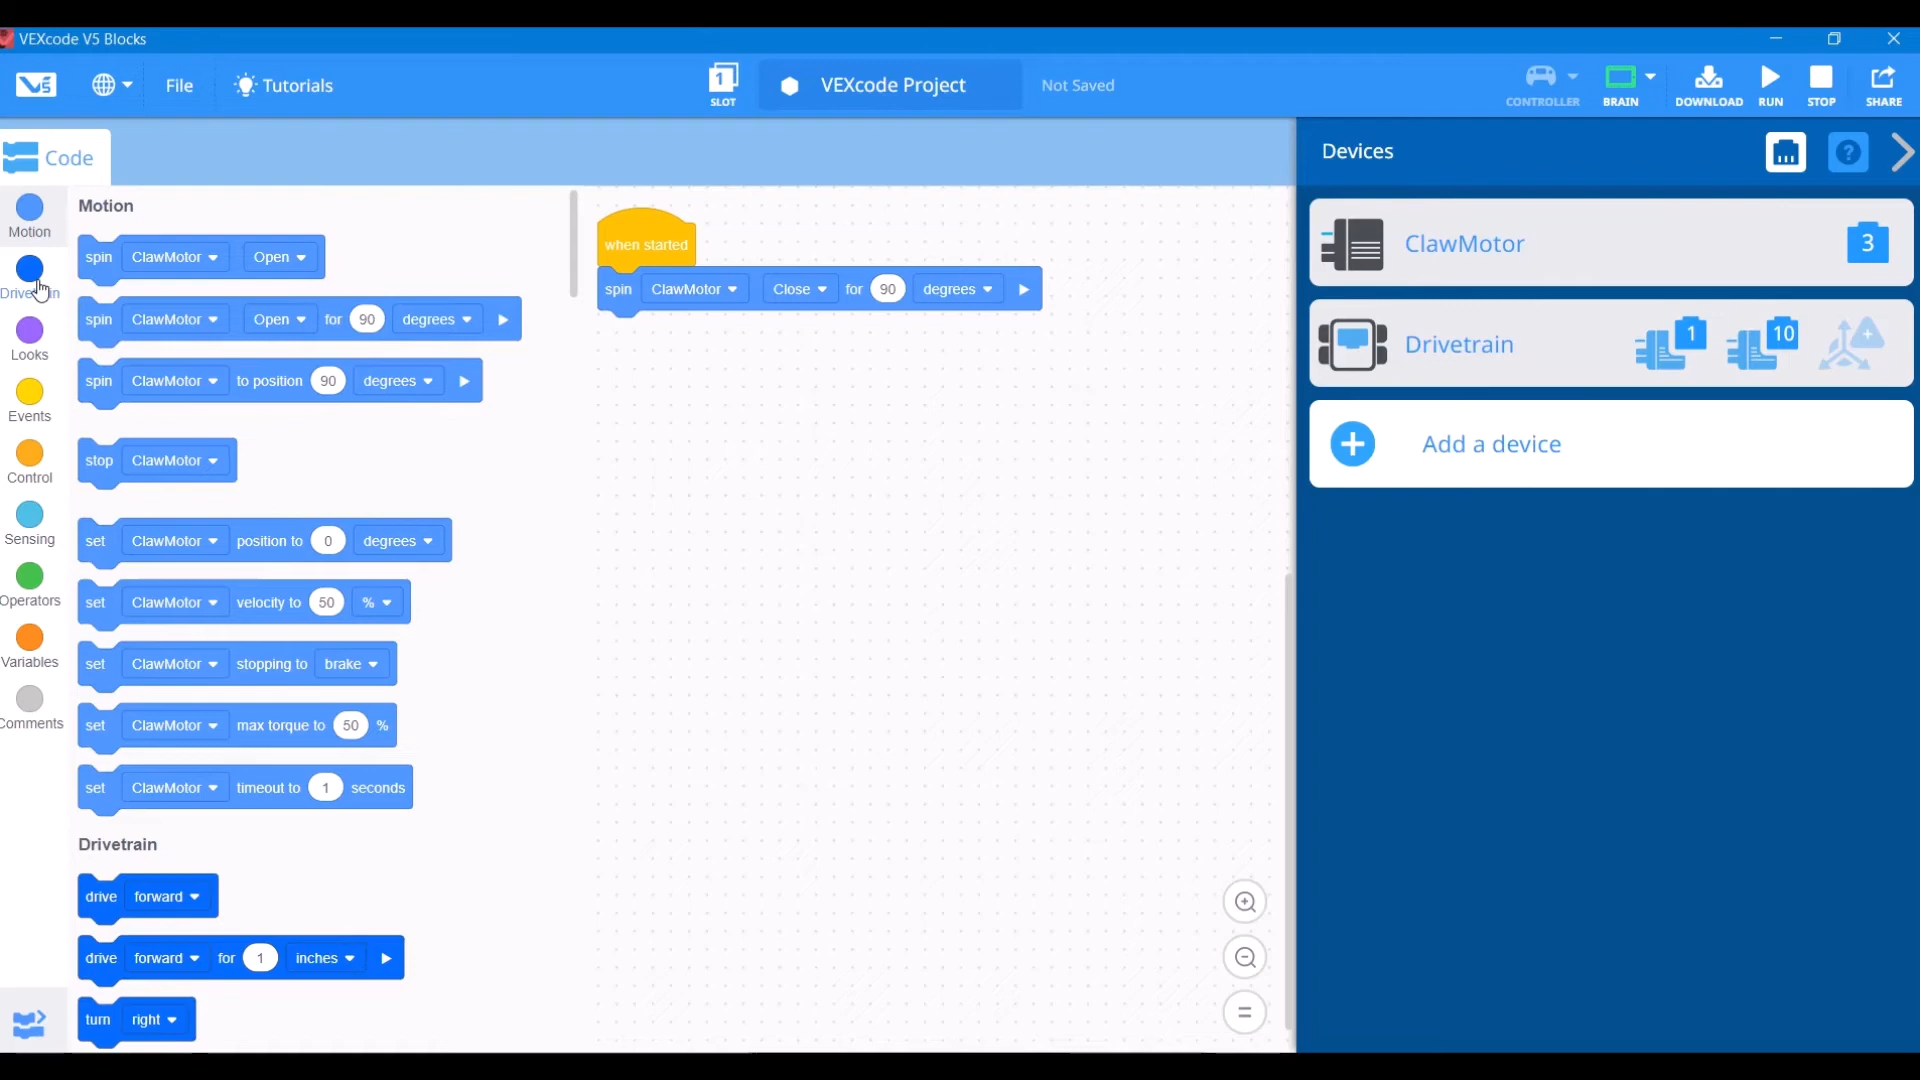 VEXcode V5 Blocks
V5
File
Tutorials
1
SLOT
VEXcode Project
Not Saved
CONTROLLER
BRAIN
DOWNLOAD
RUN
STOP
SHARE
Code
Devices
?
Motion
Looks
Events
Control
Sensing
Operators
Variables
Comments
Motion
spin ClawMotor Open
spin ClawMotor Open for 90 degrees
spin ClawMotor to position 90 degrees
stop ClawMotor
set ClawMotor position to 0 degrees
set ClawMotor velocity to 50 %
set ClawMotor stopping to brake
set ClawMotor max torque to 50 %
set ClawMotor timeout to 1 seconds
Drivetrain
drive forward
drive forward for 1 inches
turn right
when started
spin ClawMotor Close for 90 degrees
ClawMotor 3
Drivetrain 1 10
Add a device